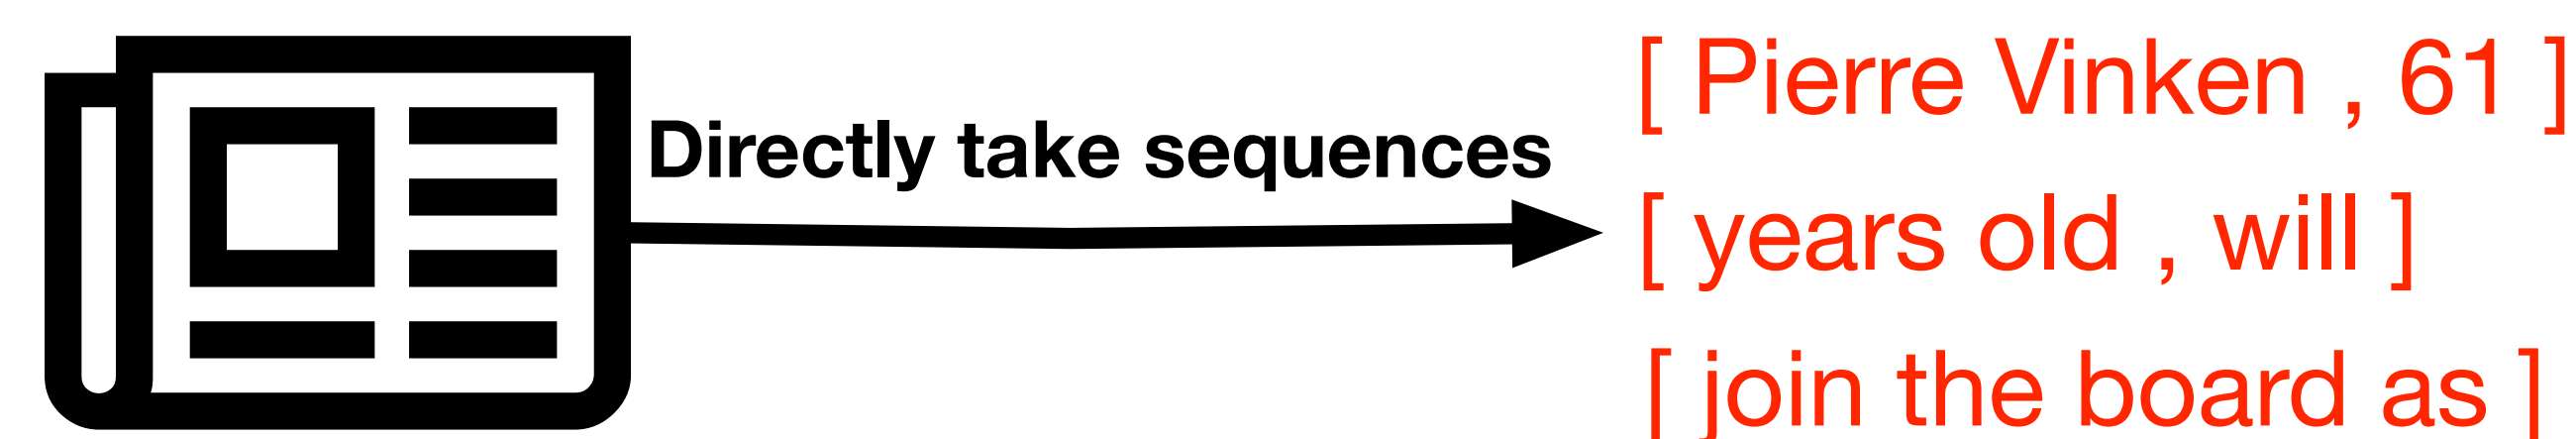 Directly take sequences
[ Pierre Vinken , 61 ]
[ years old , will ]
[ join the board as ]